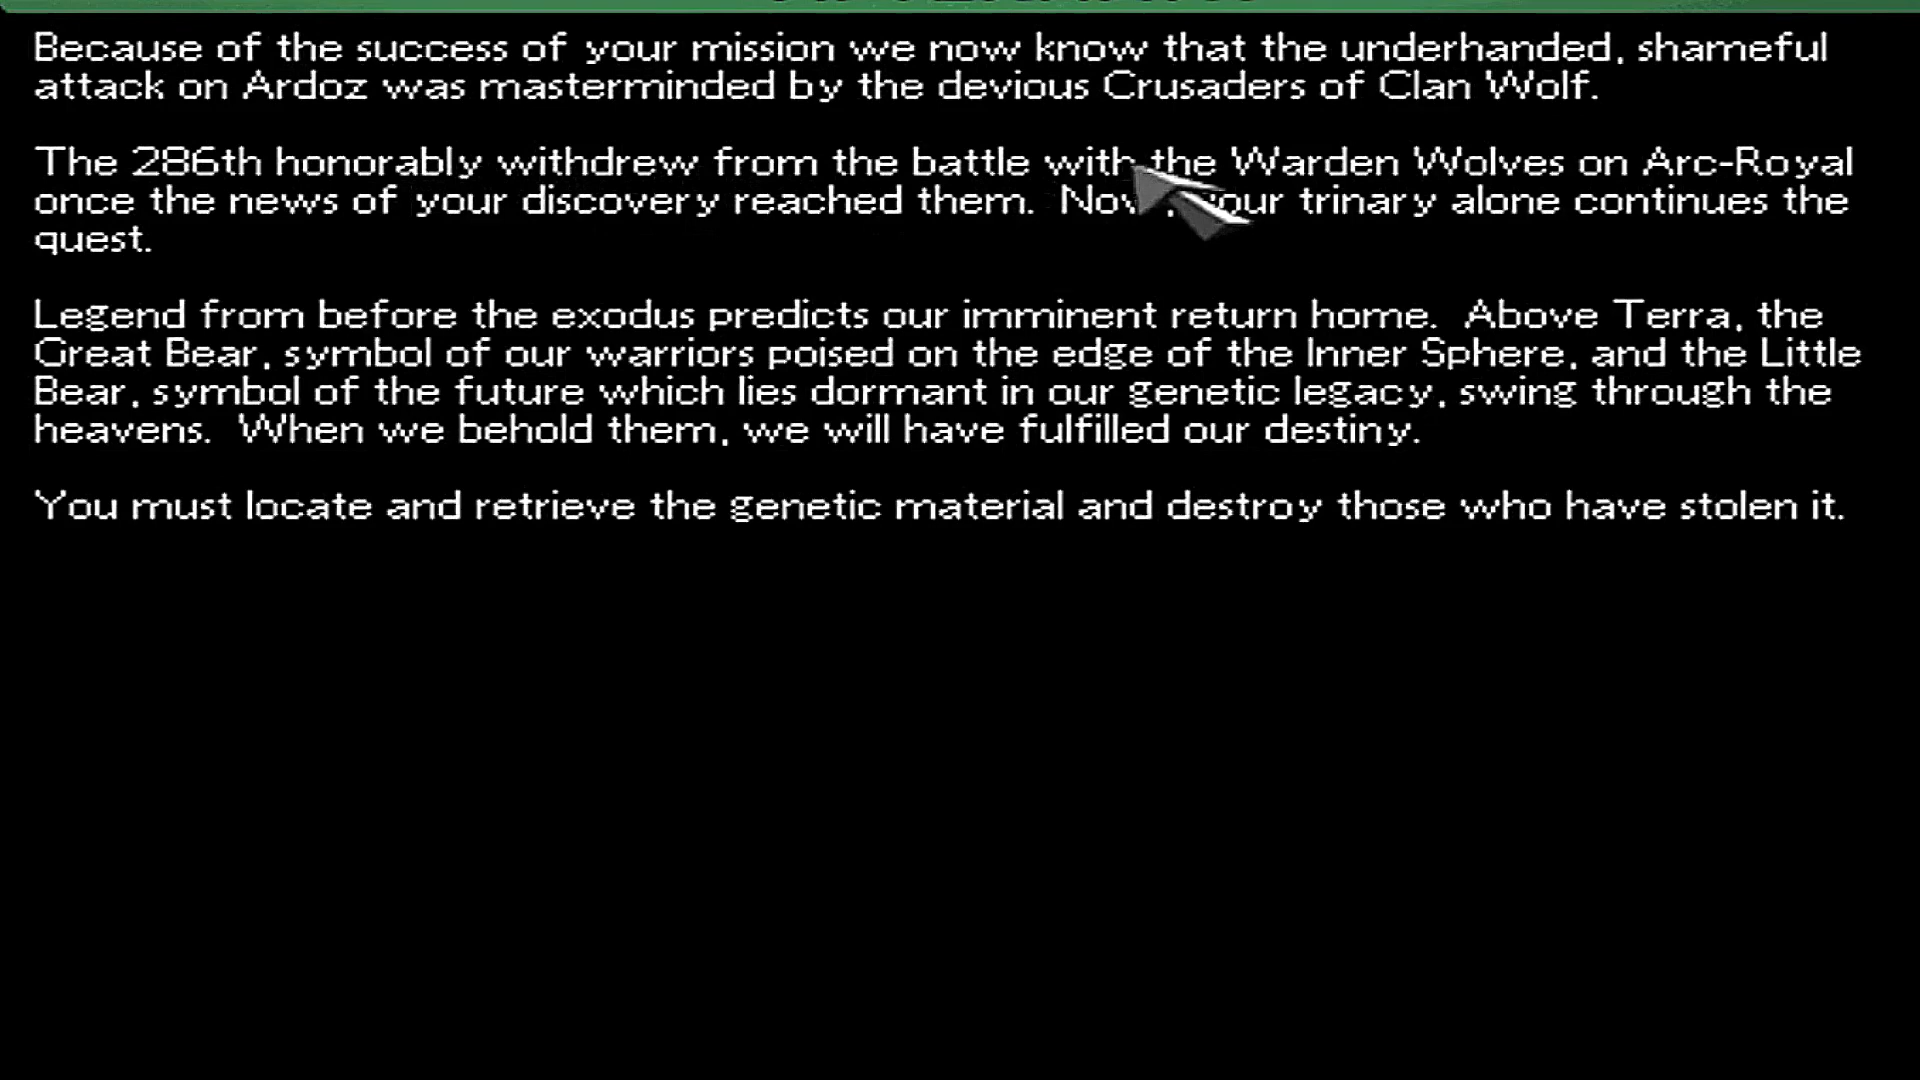 Because of the success of your mission we now know that the underhanded, shameful
attack on Ardoz was masterminded by the devious Crusaders of Clan Wolf.
The 286th honorably withdrew from the battle with the Warden Wolves on Arc-Royal
once the news of your discovery reached them. Now, your trinary alone continues the
quest.
Legend from before the exodus predicts our imminent return home. Above Terra, the
Great Bear, symbol of our warriors poised on the edge of the Inner Sphere, and the Little
Bear, symbol of the future which lies dormant in our genetic legacy, swing through the
heavens. When we behold them, we will have fulfilled our destiny.
You must locate and retrieve the genetic material and destroy those who have stolen it.